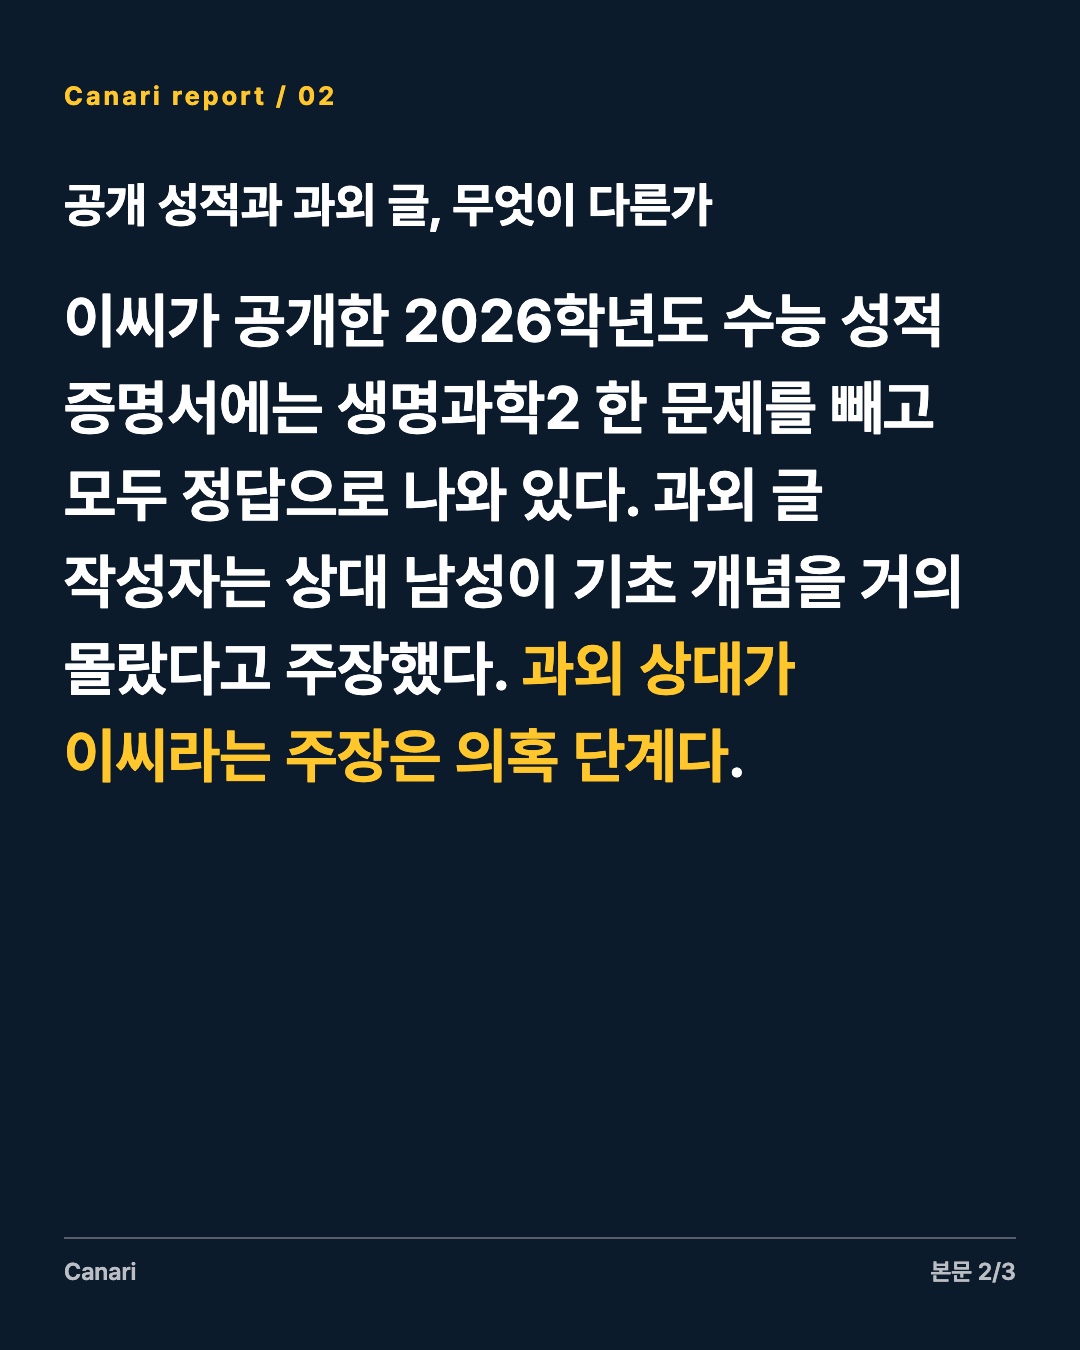 Canari report / 02
공개 성적과 과외 글, 무엇이 다른가
이씨가 공개한 2026학년도 수능 성적
증명서에는 생명과학2 한 문제를 빼고
모두 정답으로 나와 있다. 과외 글
작성자는 상대 남성이 기초 개념을 거의
몰랐다고 주장했다. 과외 상대가
이씨라는 주장은 의혹 단계다.
Canari
본문 2/3